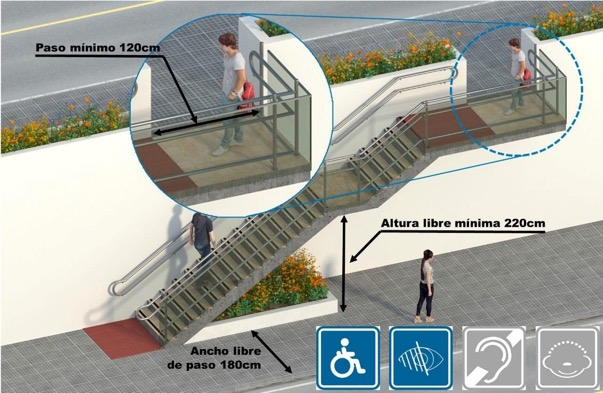 Paso mínimo 120cm
Altura libre mínima 220cm
Ancho libre
de paso 180cm